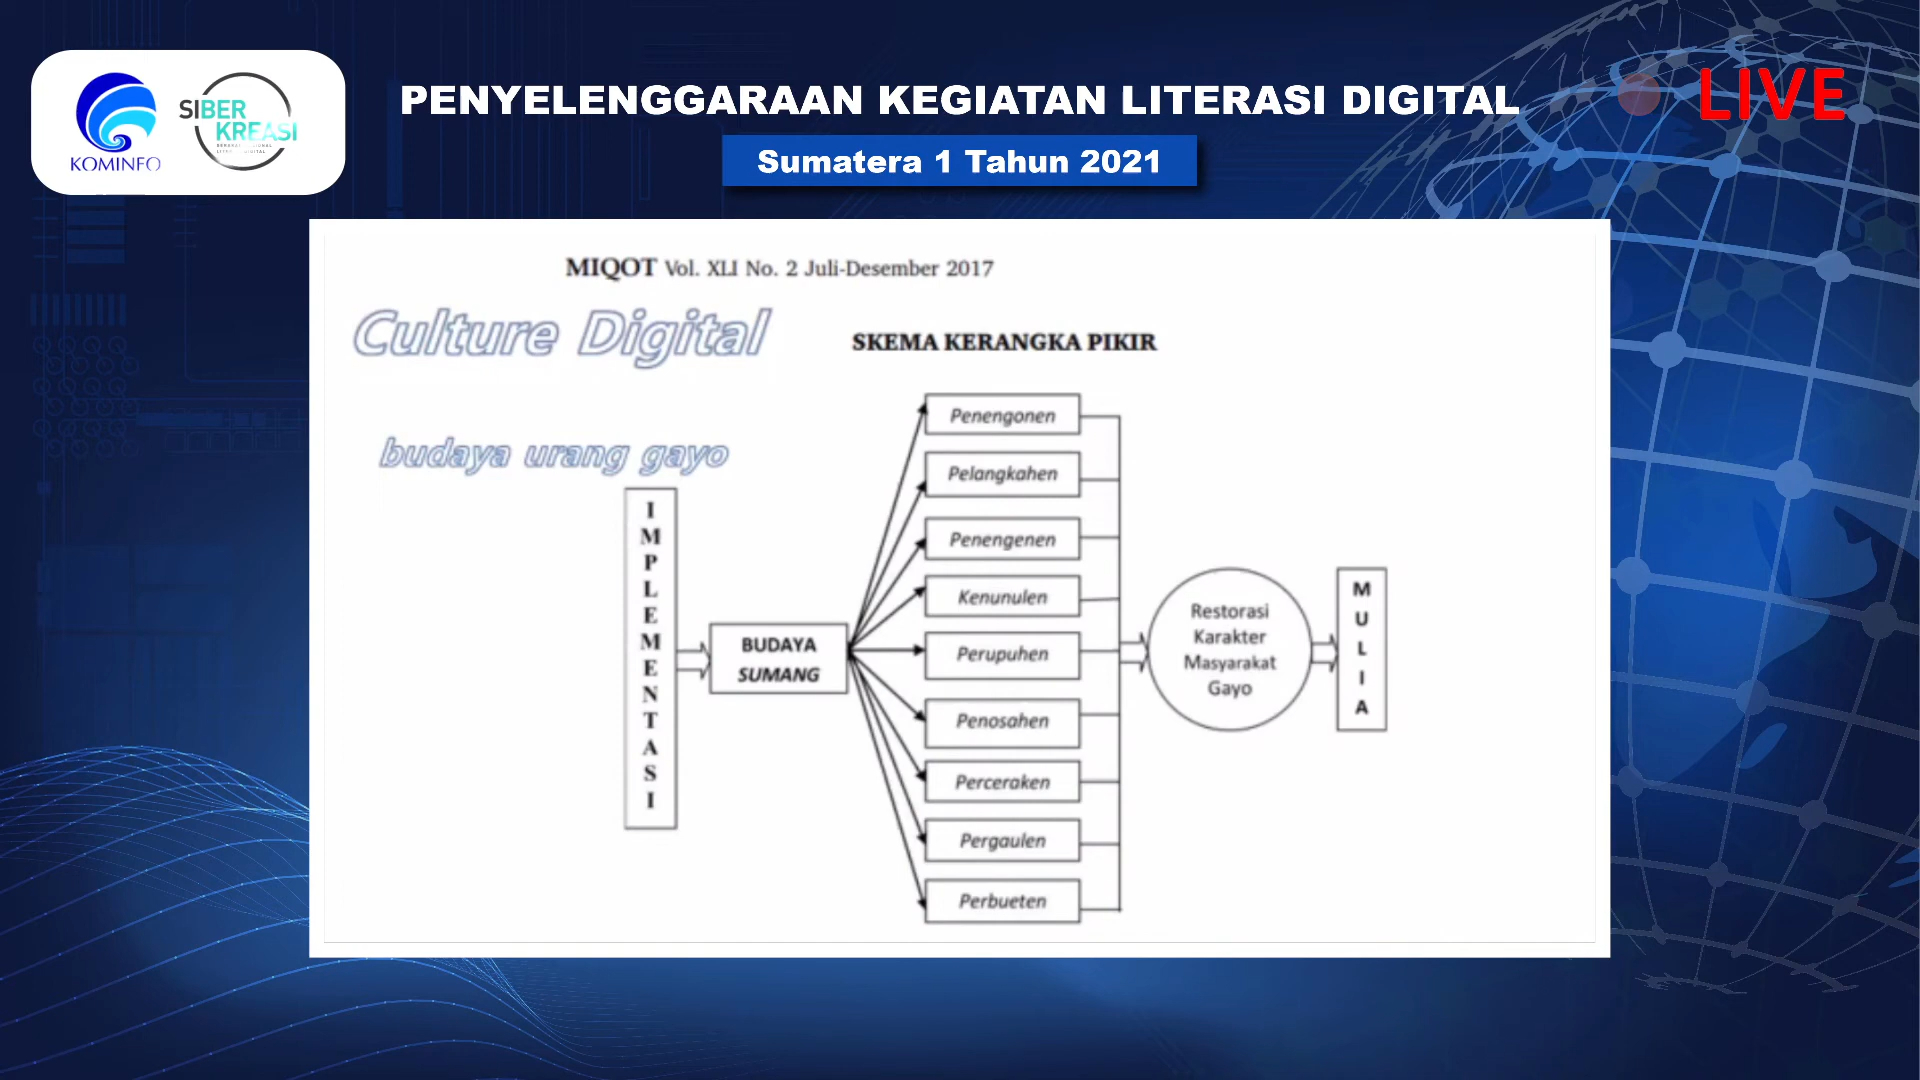 KOMINFO
SIBER
KREASI
PENYELENGGARAAN KEGIATAN LITERASI DIGITAL
Sumatera 1 Tahun 2021
LIVE
MIQOT Vol. XLI No. 2 Juli-Desember 2017
Culture Digital
SKEMA KERANGKA PIKIR
budaya urang gayo
IMPLEMENTASI
BUDAYA
SUMANG
Penengonen
Pelangkahen
Penengenen
Kenunulen
Perupuhen
Penosahen
Perceraken
Pergaulen
Perbueten
Restorasi
Karakter
Masyarakat
Gayo
MULIA